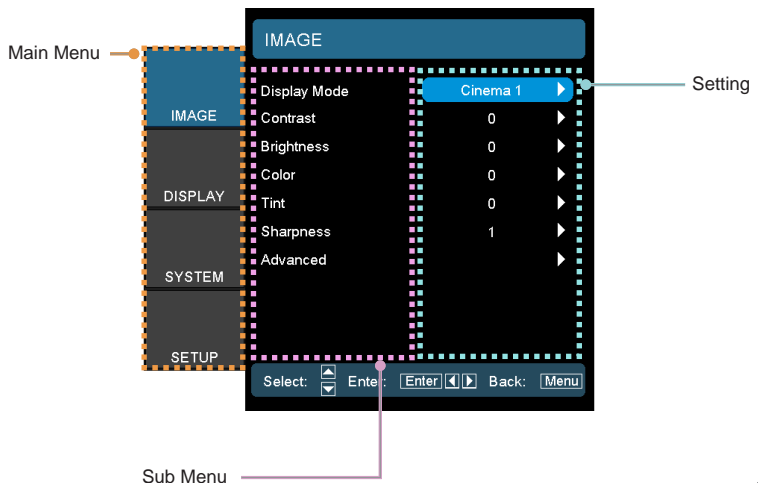 IMAGE
Main Menu
Setting
Display Mode Cinema 1
IMAGE
Contrast 0
Brightness 0
Color 0
DISPLAY
Tint 0
Sharpness 1
Advanced
SYSTEM
SETUP
Select: Enter: Enter Back: Menu
Sub Menu